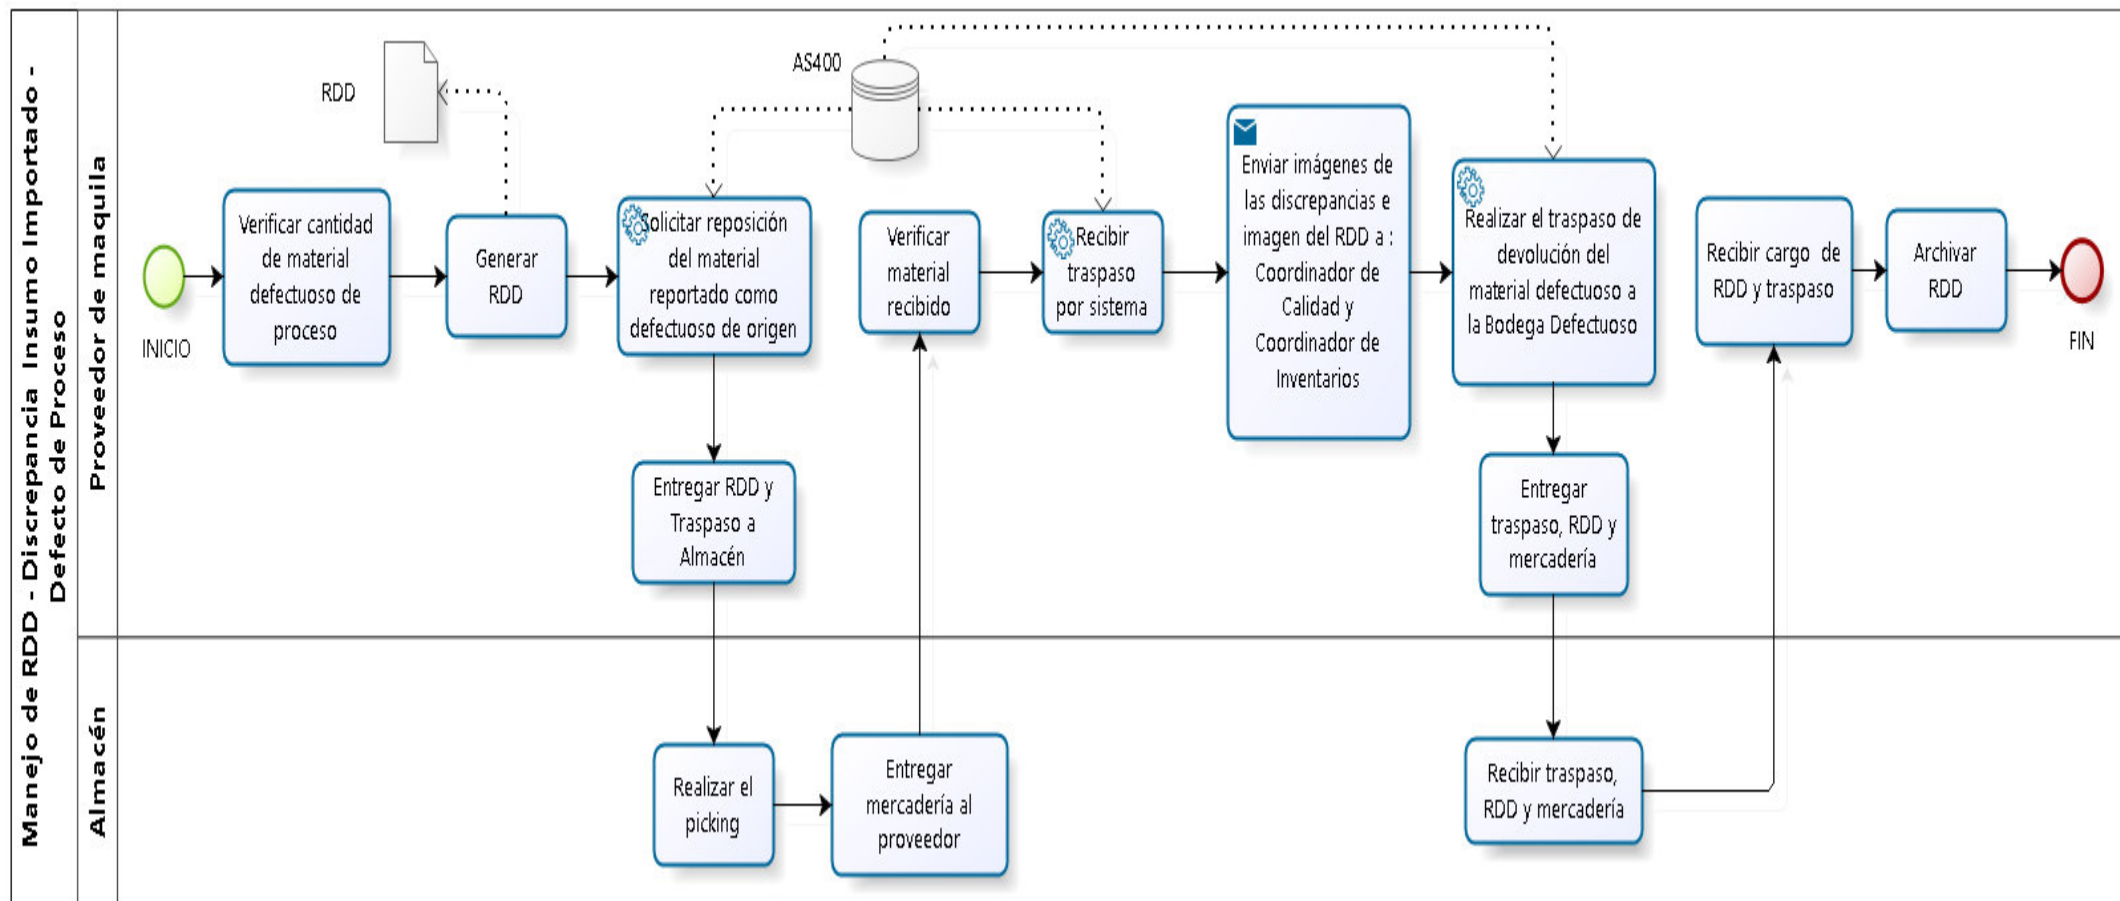 Manejo de RDD - Discrepancia Insumo Importado -
Defecto de Proceso
Proveedor de maquila
RDD
AS400
INICIO
Verificar cantidad
de material
defectuoso de
proceso
Generar
RDD
Solicitar reposición
del material
reportado como
defectuoso de origen
Entregar RDD y
Traspaso a
Almacén
Verificar
material
recibido
Recibir
traspaso
por sistema
Enviar imágenes de
las discrepancias e
imagen del RDD a :
Coordinador de
Calidad y
Coordinador de
Inventarios
Realizar el traspaso de
devolución del
material defectuoso a
la Bodega Defectuoso
Entregar
traspaso, RDD y
mercadería
Recibir cargo de
RDD y traspaso
Archivar
RDD
FIN
Almacén
Realizar el
picking
Entregar
mercadería al
proveedor
Recibir traspaso,
RDD y mercadería